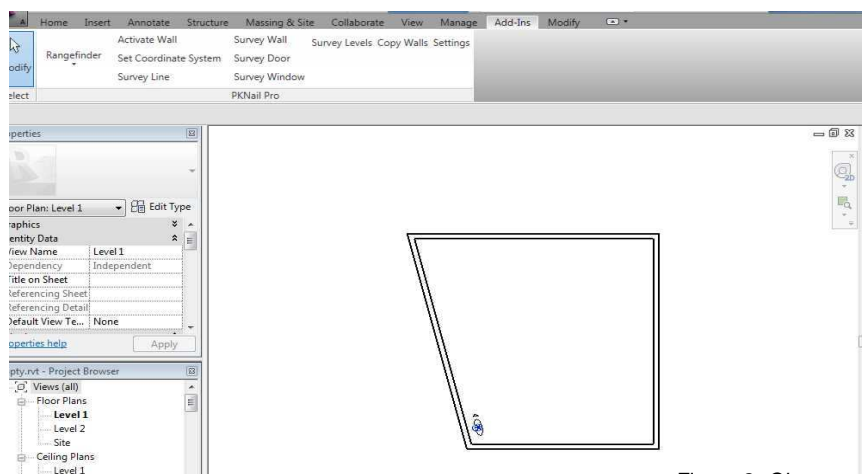 Home Insert Annotate Structure Massing & Site Collaborate View Manage Add-Ins Modify
Activate Wall Survey Wall Survey Levels Copy Walls Settings
Rangefinder Set Coordinate System Survey Door
odify
Survey Line Survey Window
elect PKNail Pro
operties
oor Plan: Level 1 Edit Type
raphics
entity Data
View Name Level 1
Dependency Independent
Title on Sheet
Referencing Sheet
Referencing Detail
Default View Te... None
operties help Apply
pty.rvt - Project Browser
Views (all)
Floor Plans
Level 1
Level 2
Site
Ceiling Plans
Level 1
2D